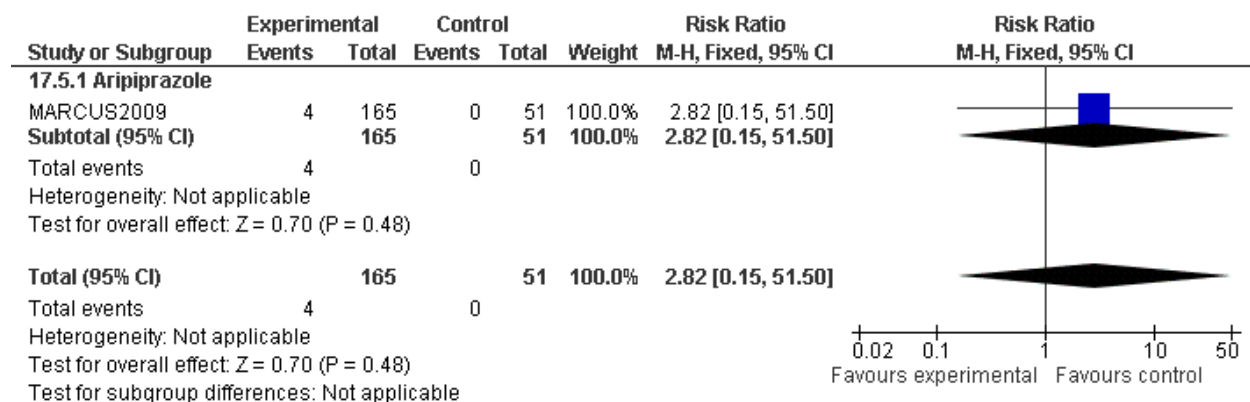 Experimental Control Risk Ratio Risk Ratio
Study or Subgroup Events Total Events Total Weight M-H, Fixed, 95% CI M-H, Fixed, 95% CI
17.5.1 Aripiprazole
MARCUS2009 4 165 0 51 100.0% 2.82 [0.15, 51.50]
Subtotal (95% CI) 165 51 100.0% 2.82 [0.15, 51.50]
Total events 4 0
Heterogeneity: Not applicable
Test for overall effect: Z = 0.70 (P = 0.48)
Total (95% CI) 165 51 100.0% 2.82 [0.15, 51.50]
Total events 4 0
Heterogeneity: Not applicable
Test for overall effect: Z = 0.70 (P = 0.48)
Test for subgroup differences: Not applicable
0.02 0.1 1 10 50
Favours experimental Favours control